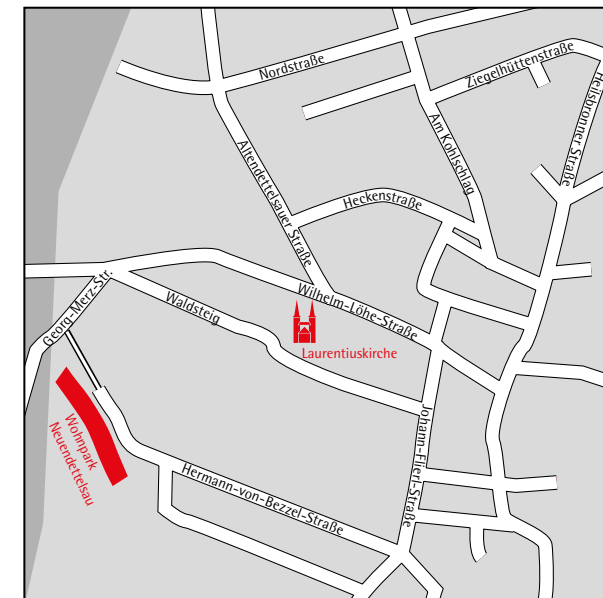 Nordstraße
Ziegelhüttenstraße
Heilsbronner Straße
Am Kohlschlag
Altendettelsauer Straße
Heckenstraße
Georg-Merz-Str.
Waldsteig
Wilhelm-Löhe-Straße
Laurentiuskirche
Wohnpark
Neuendettelsau
Johann-Flierl-Straße
Hermann-von-Bezzel-Straße